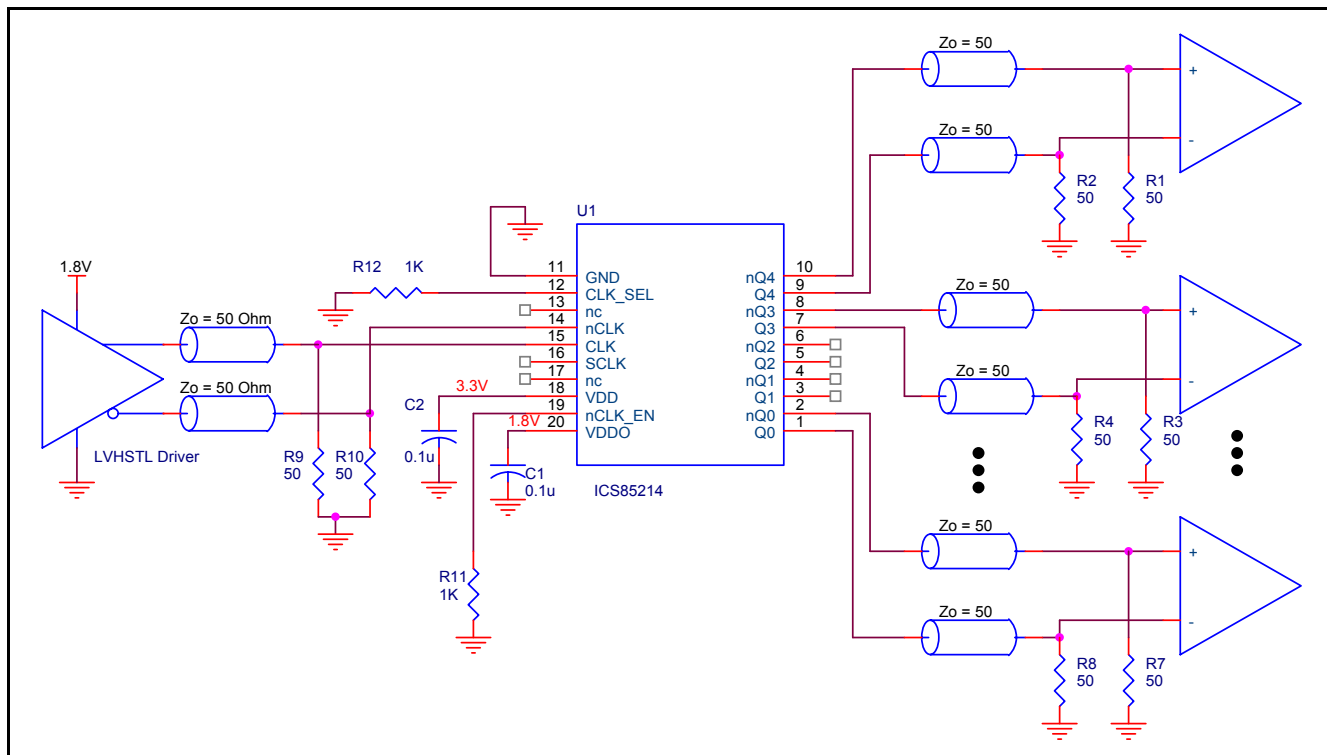 Zo = 50
+
Zo = 50
-
R2
50
R1
50
U1
1.8V
R12 1K
11 GND
12 CLK_SEL
13 nc
14 nCLK
15 CLK
16 SCLK
17 nc
18 VDD
19 nCLK_EN
20 VDDO
nQ4 10
Q4 9
nQ3 8
Q3 7
nQ2 6
Q2 5
nQ1 4
Q1 3
nQ0 2
Q0 1
ICS85214
Zo = 50 Ohm
Zo = 50 Ohm
LVHSTL Driver
R9
50
R10
50
3.3V
C2
0.1u
1.8V
C1
0.1u
R11
1K
Zo = 50
+
Zo = 50
-
R4
50
R3
50
Zo = 50
+
Zo = 50
-
R8
50
R7
50